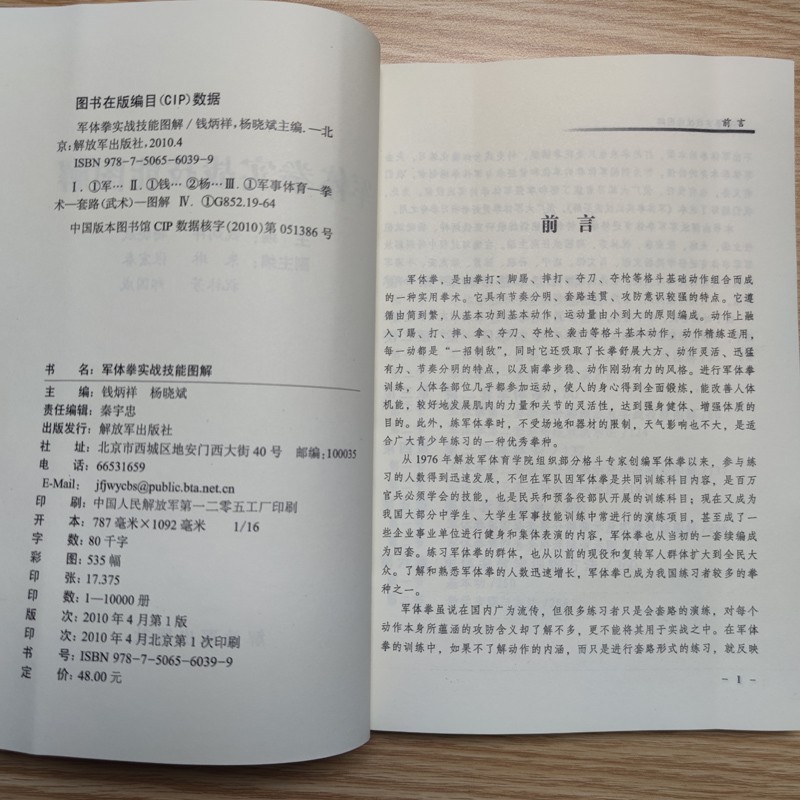 图书在版编目(CIP)数据
军体拳实战技能图解/钱炳祥,杨晓斌主编.—北
京:解放军出版社,2010.4
ISBN 978-7-5065-6039-9
Ⅰ.①军… Ⅱ.①钱…②杨…Ⅲ.①军事体育—拳
术—套路(武术)—图解 Ⅳ.①G852.19-64
中国版本图书馆CIP数据核字(2010)第051386号
书 名:军体拳实战技能图解
主 编:钱炳祥 杨晓斌
责任编辑:秦宇忠
出版发行:解放军出版社
社 址:北京市西城区地安门西大街40号 邮编:100035
电 话:66531659
E-Mail:jfjwycbs@public.bta.net.cn
印 刷:中国人民解放军第一二零五工厂印刷
开 本:787毫米×1092毫米 1/16
字 数:80千字
彩 图:535幅
印 张:17.375
印 数:1—10000册
版 次:2010年4月第1版
印 次:2010年4月北京第1次印刷
书 号:ISBN 978-7-5065-6039-9
定 价:48.00元
前 言
前 言
军体拳,是由拳打、脚踢、摔打、夺刀、夺枪等格斗基础动作组合而成
的一种实用拳术。它具有节奏分明、套路连贯、攻防意识较强的特点。它遵
循由简到繁,从基本功到基本动作,运动量由小到大的原则编成。动作上融
入了踢、打、摔、拿、夺刀、夺枪、袭击等格斗基本动作,动作精练适用,
每一动都是“一招制敌”,同时它还吸取了长拳舒展大方、动作灵活、迅猛
有力、节奏分明的特点,以及南拳步稳、动作刚劲有力的风格。进行军体拳
训练,人体各部位几乎都参加运动,使人的身心得到全面锻炼,能改善人体
机能,较好地发展肌肉的力量和关节的灵活性,达到强身健体、增强体质的
目的。此外,练军体拳时,不受场地和器材的限制,天气影响也不大,是适
合广大青少年练习的一种优秀拳种。
从1976年解放军体育学院组织部分格斗专家创编军体拳以来,参与练
习的人数得到迅速发展,不但在军队因军体拳是共同训练科目内容,是百万
官兵必须学会的技能,也是民兵和预备役部队开展的训练科目;现在又成为
我国大部分中学生、大学生军事技能训练中常进行的演练项目,甚至成了一
些企业事业单位进行健身和集体表演的内容,军体拳也从当初的一套续编成
为四套。练习军体拳的群体,也从以前的现役和复转军人群体扩大到全民大
众。了解和熟悉军体拳的人数迅速增长,军体拳已成为我国练习者较多的拳
种之一。
军体拳虽说在国内广为流传,但很多练习者只是会套路的演练,对每个
动作本身所蕴涵的攻防含义却了解不多,更不能将其用于实战之中。在军体
拳的训练中,如果不了解动作的内涵,而只是进行套路形式的练习,就反映
- 1 -